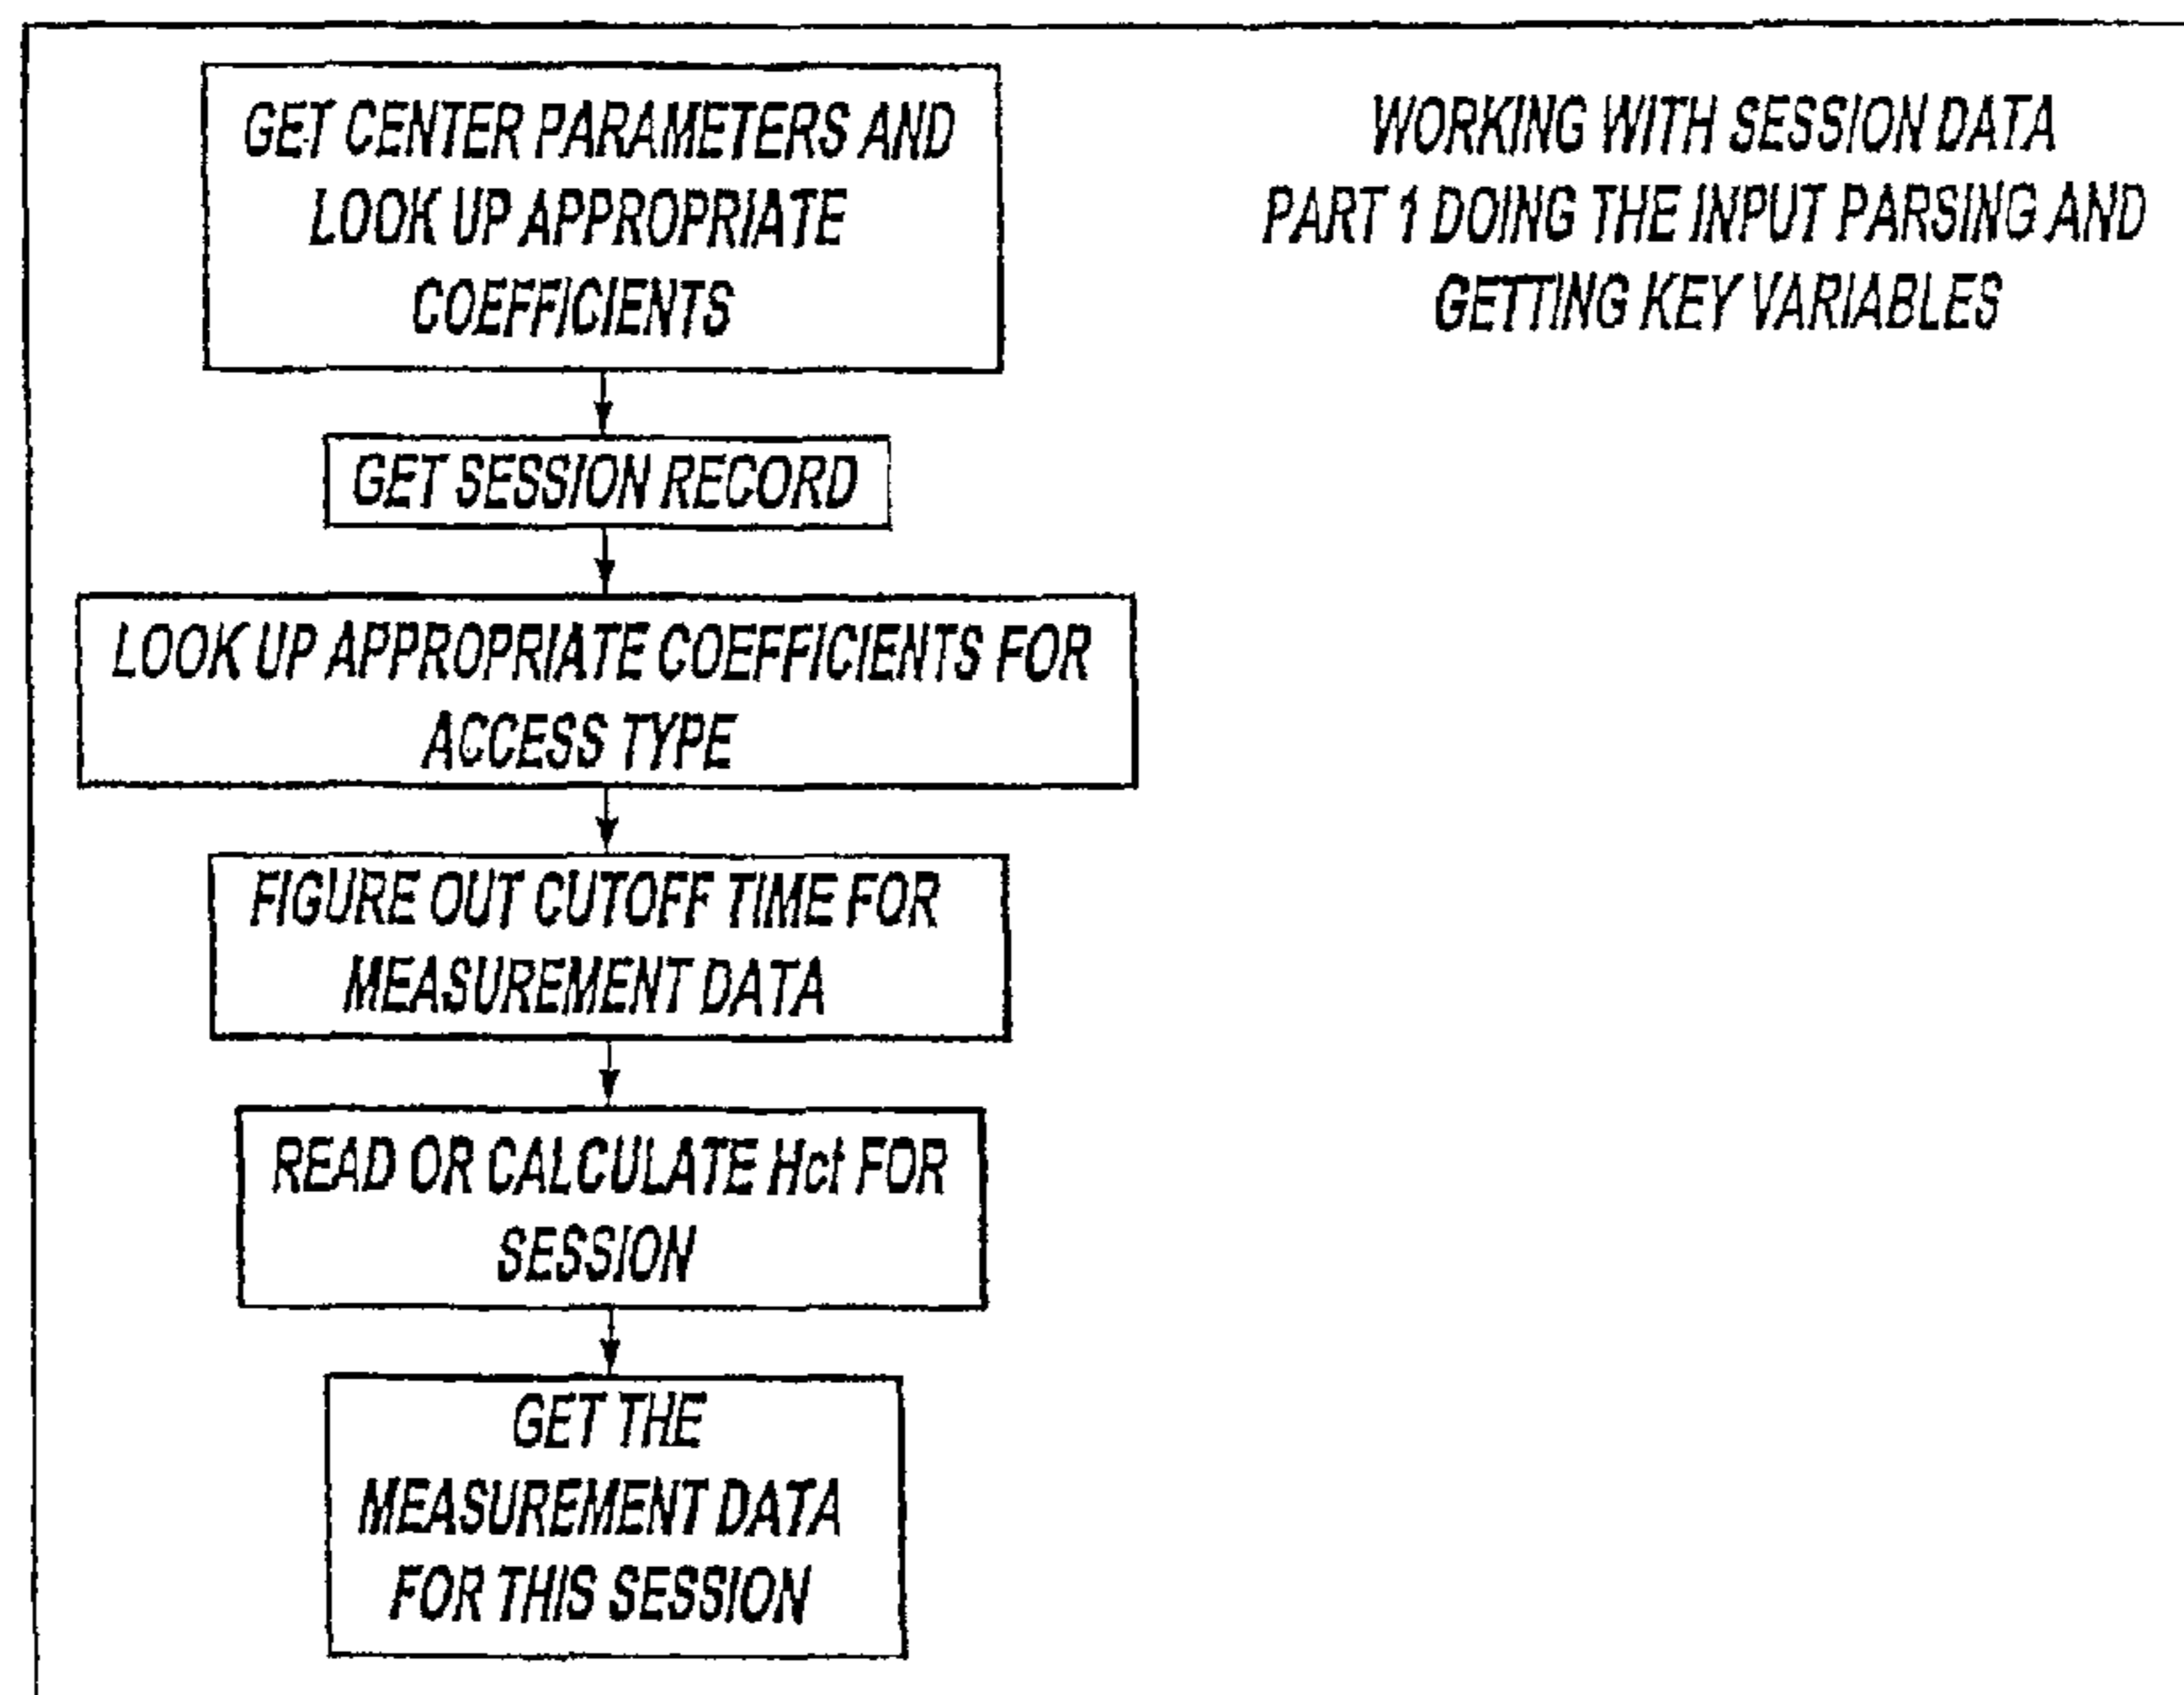 GET CENTER PARAMETERS AND
LOOK UP APPROPRIATE
COEFFICIENTS
WORKING WITH SESSION DATA
PART 1 DOING THE INPUT PARSING AND
GETTING KEY VARIABLES
GET SESSION RECORD
LOOK UP APPROPRIATE COEFFICIENTS FOR
ACCESS TYPE
FIGURE OUT CUTOFF TIME FOR
MEASUREMENT DATA
READ OR CALCULATE Hct FOR
SESSION
GET THE
MEASUREMENT DATA
FOR THIS SESSION